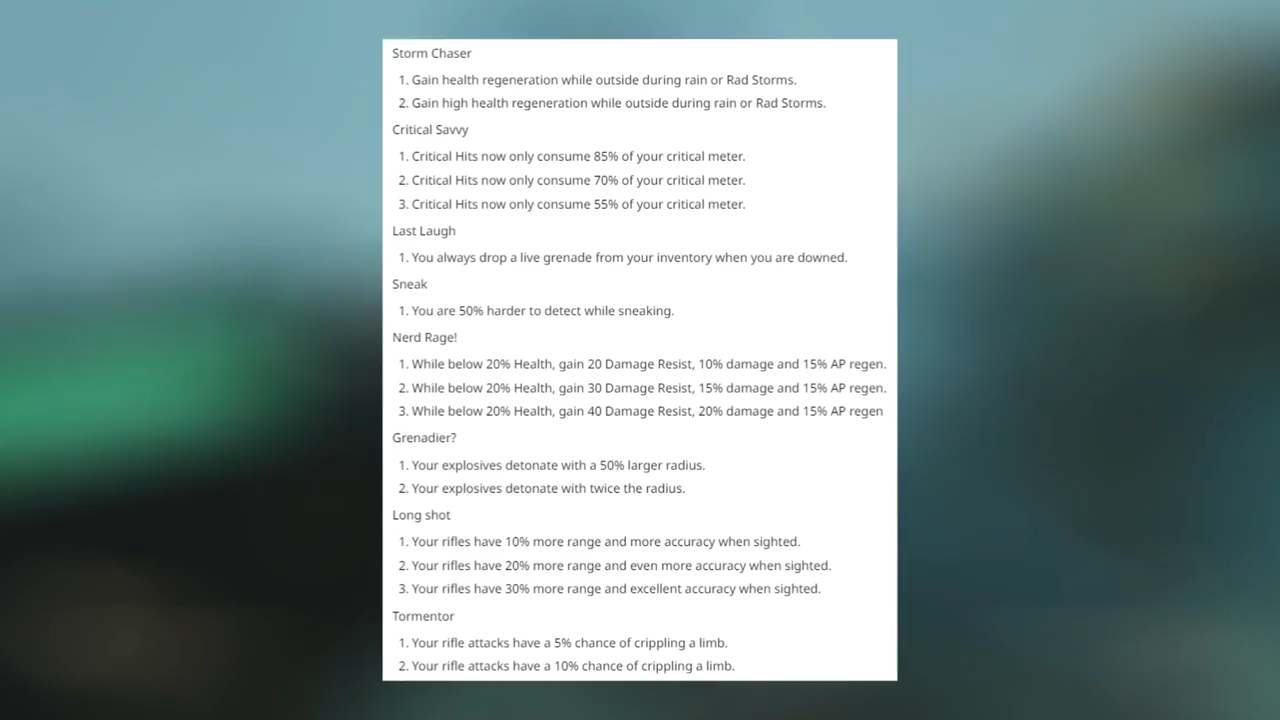 Storm Chaser
1. Gain health regeneration while outside during rain or Rad Storms.
2. Gain high health regeneration while outside during rain or Rad Storms.
Critical Savvy
1. Critical Hits now only consume 85% of your critical meter.
2. Critical Hits now only consume 70% of your critical meter.
3. Critical Hits now only consume 55% of your critical meter.
Last Laugh
1. You always drop a live grenade from your inventory when you are downed.
Sneak
1. You are 50% harder to detect while sneaking.
Nerd Rage!
1. While below 20% Health, gain 20 Damage Resist, 10% damage and 15% AP regen.
2. While below 20% Health, gain 30 Damage Resist, 15% damage and 15% AP regen.
3. While below 20% Health, gain 40 Damage Resist, 20% damage and 15% AP regen
Grenadier?
1. Your explosives detonate with a 50% larger radius.
2. Your explosives detonate with twice the radius.
Long shot
1. Your rifles have 10% more range and more accuracy when sighted.
2. Your rifles have 20% more range and even more accuracy when sighted.
3. Your rifles have 30% more range and excellent accuracy when sighted.
Tormentor
1. Your rifle attacks have a 5% chance of crippling a limb.
2. Your rifle attacks have a 10% chance of crippling a limb.